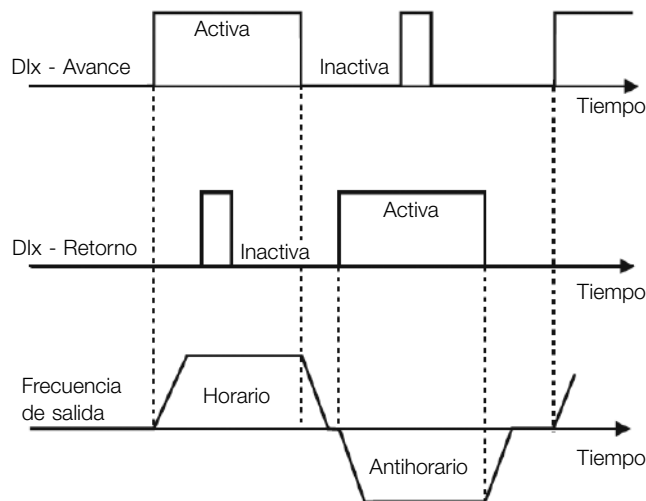 Activa
DIx - Avance
Inactiva
Tiempo
Activa
DIx - Retorno
Inactiva
Tiempo
Frecuencia
de salida
Horario
Antihorario
Tiempo